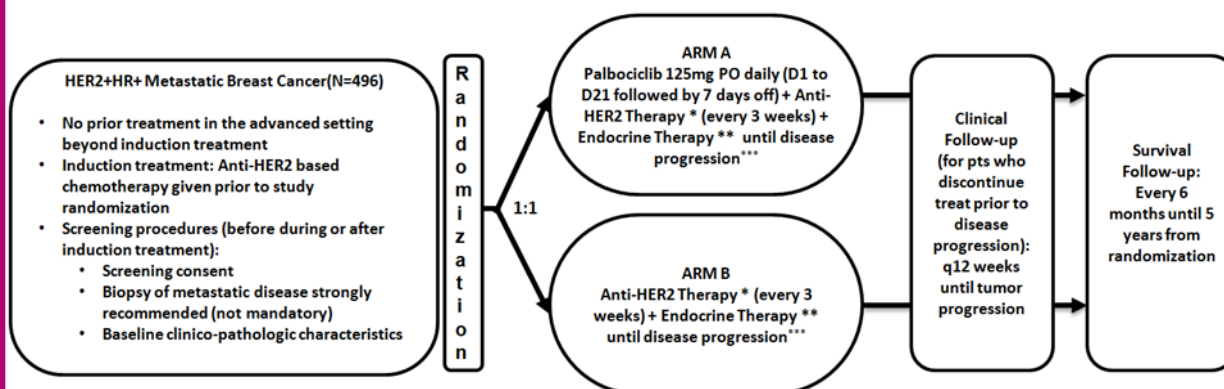 HER2+HR+ Metastatic Breast Cancer(N=496)
• No prior treatment in the advanced setting
beyond induction treatment
• Induction treatment: Anti-HER2 based
chemotherapy given prior to study
randomization
• Screening procedures (before during or after
induction treatment):
• Screening consent
• Biopsy of metastatic disease strongly
recommended (not mandatory)
• Baseline clinico-pathologic characteristics
Randomization
1:1
ARM A
Palbociclib 125mg PO daily (D1 to
D21 followed by 7 days off) + Anti-
HER2 Therapy * (every 3 weeks) +
Endocrine Therapy ** until disease
progression***
ARM B
Anti-HER2 Therapy * (every 3
weeks) + Endocrine Therapy **
until disease progression***
Clinical
Follow-up
(for pts who
discontinue
treat prior to
disease
progression):
q12 weeks
until tumor
progression
Survival
Follow-up:
Every 6
months until 5
years from
randomization